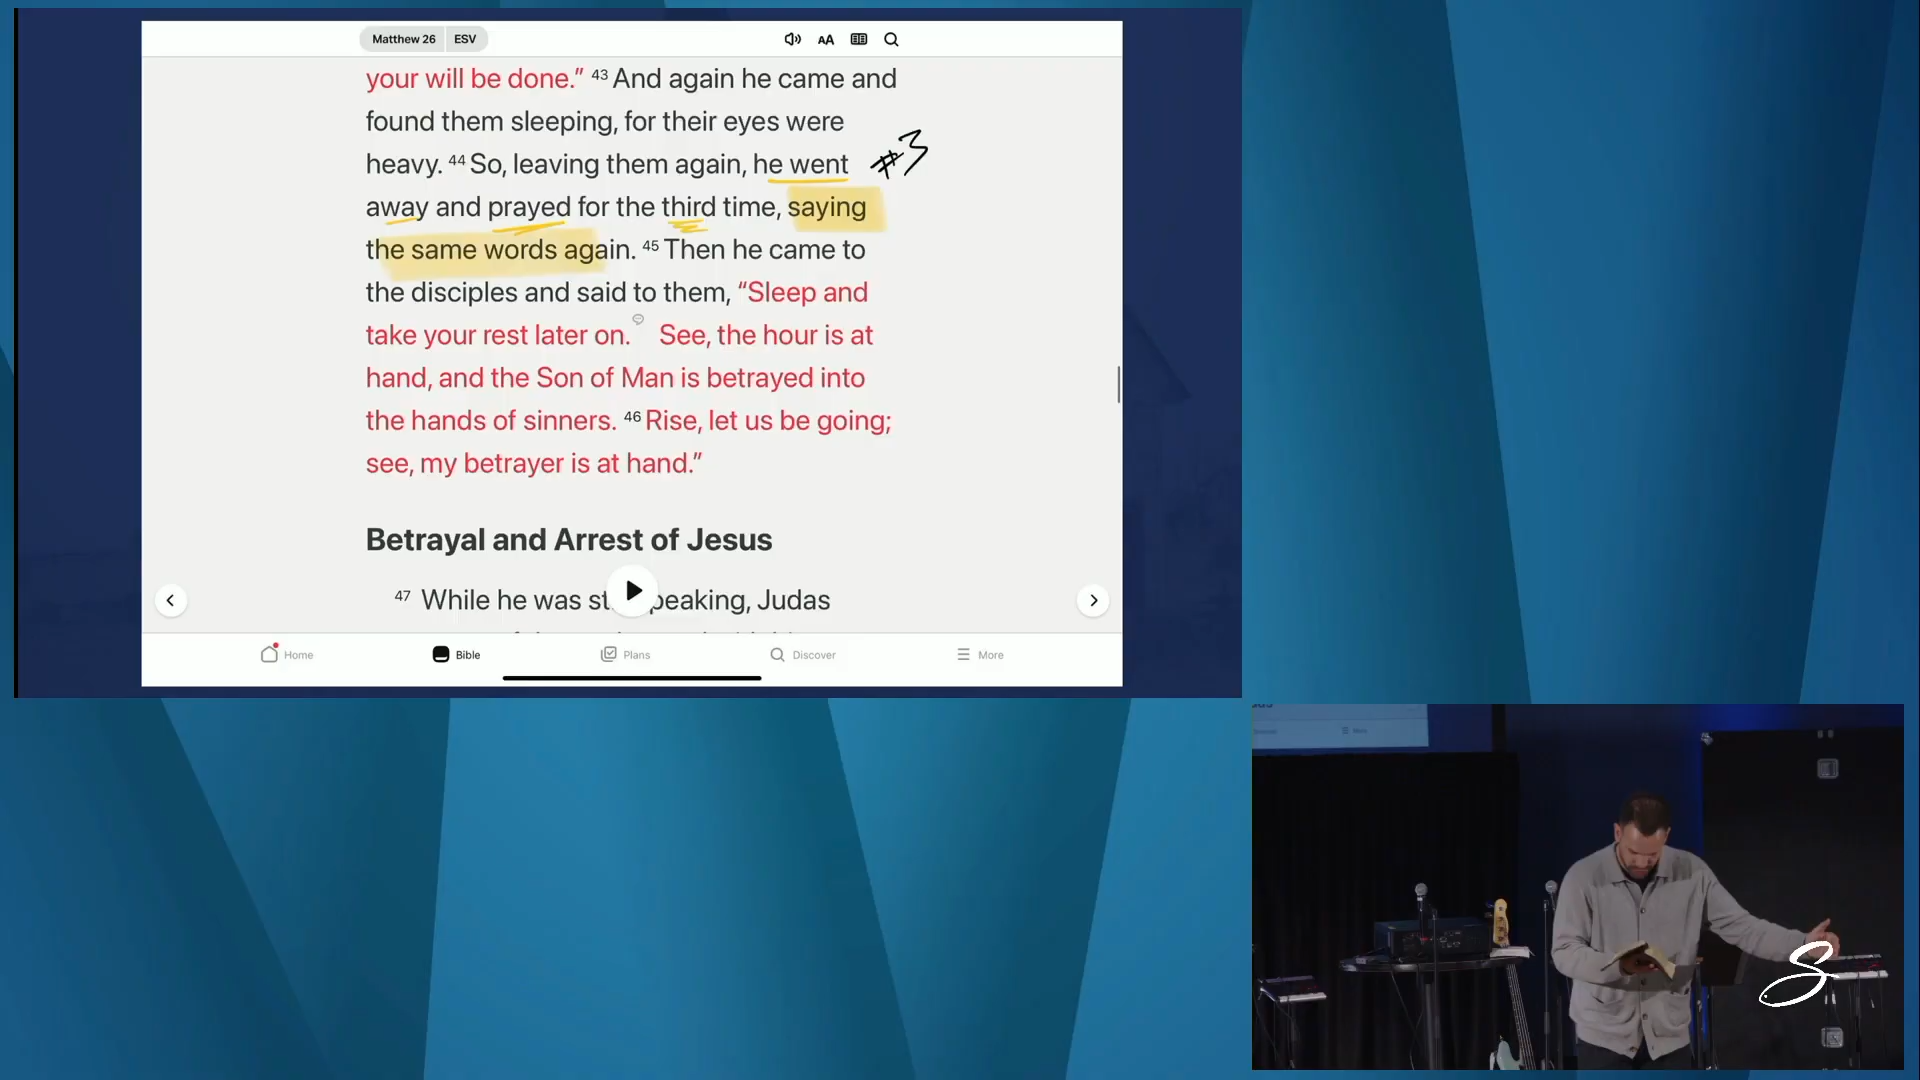 Matthew 26 ESV AA
your will be done.” 43 And again he came and
found them sleeping, for their eyes were
heavy. 44 So, leaving them again, he went #3
away and prayed for the third time, saying
the same words again. 45 Then he came to
the disciples and said to them, “Sleep and
take your rest later on. See, the hour is at
hand, and the Son of Man is betrayed into
the hands of sinners. 46 Rise, let us be going;
see, my betrayer is at hand.”
Betrayal and Arrest of Jesus
47 While he was st peaking, Judas
Home Bible Plans Discover More
More
S